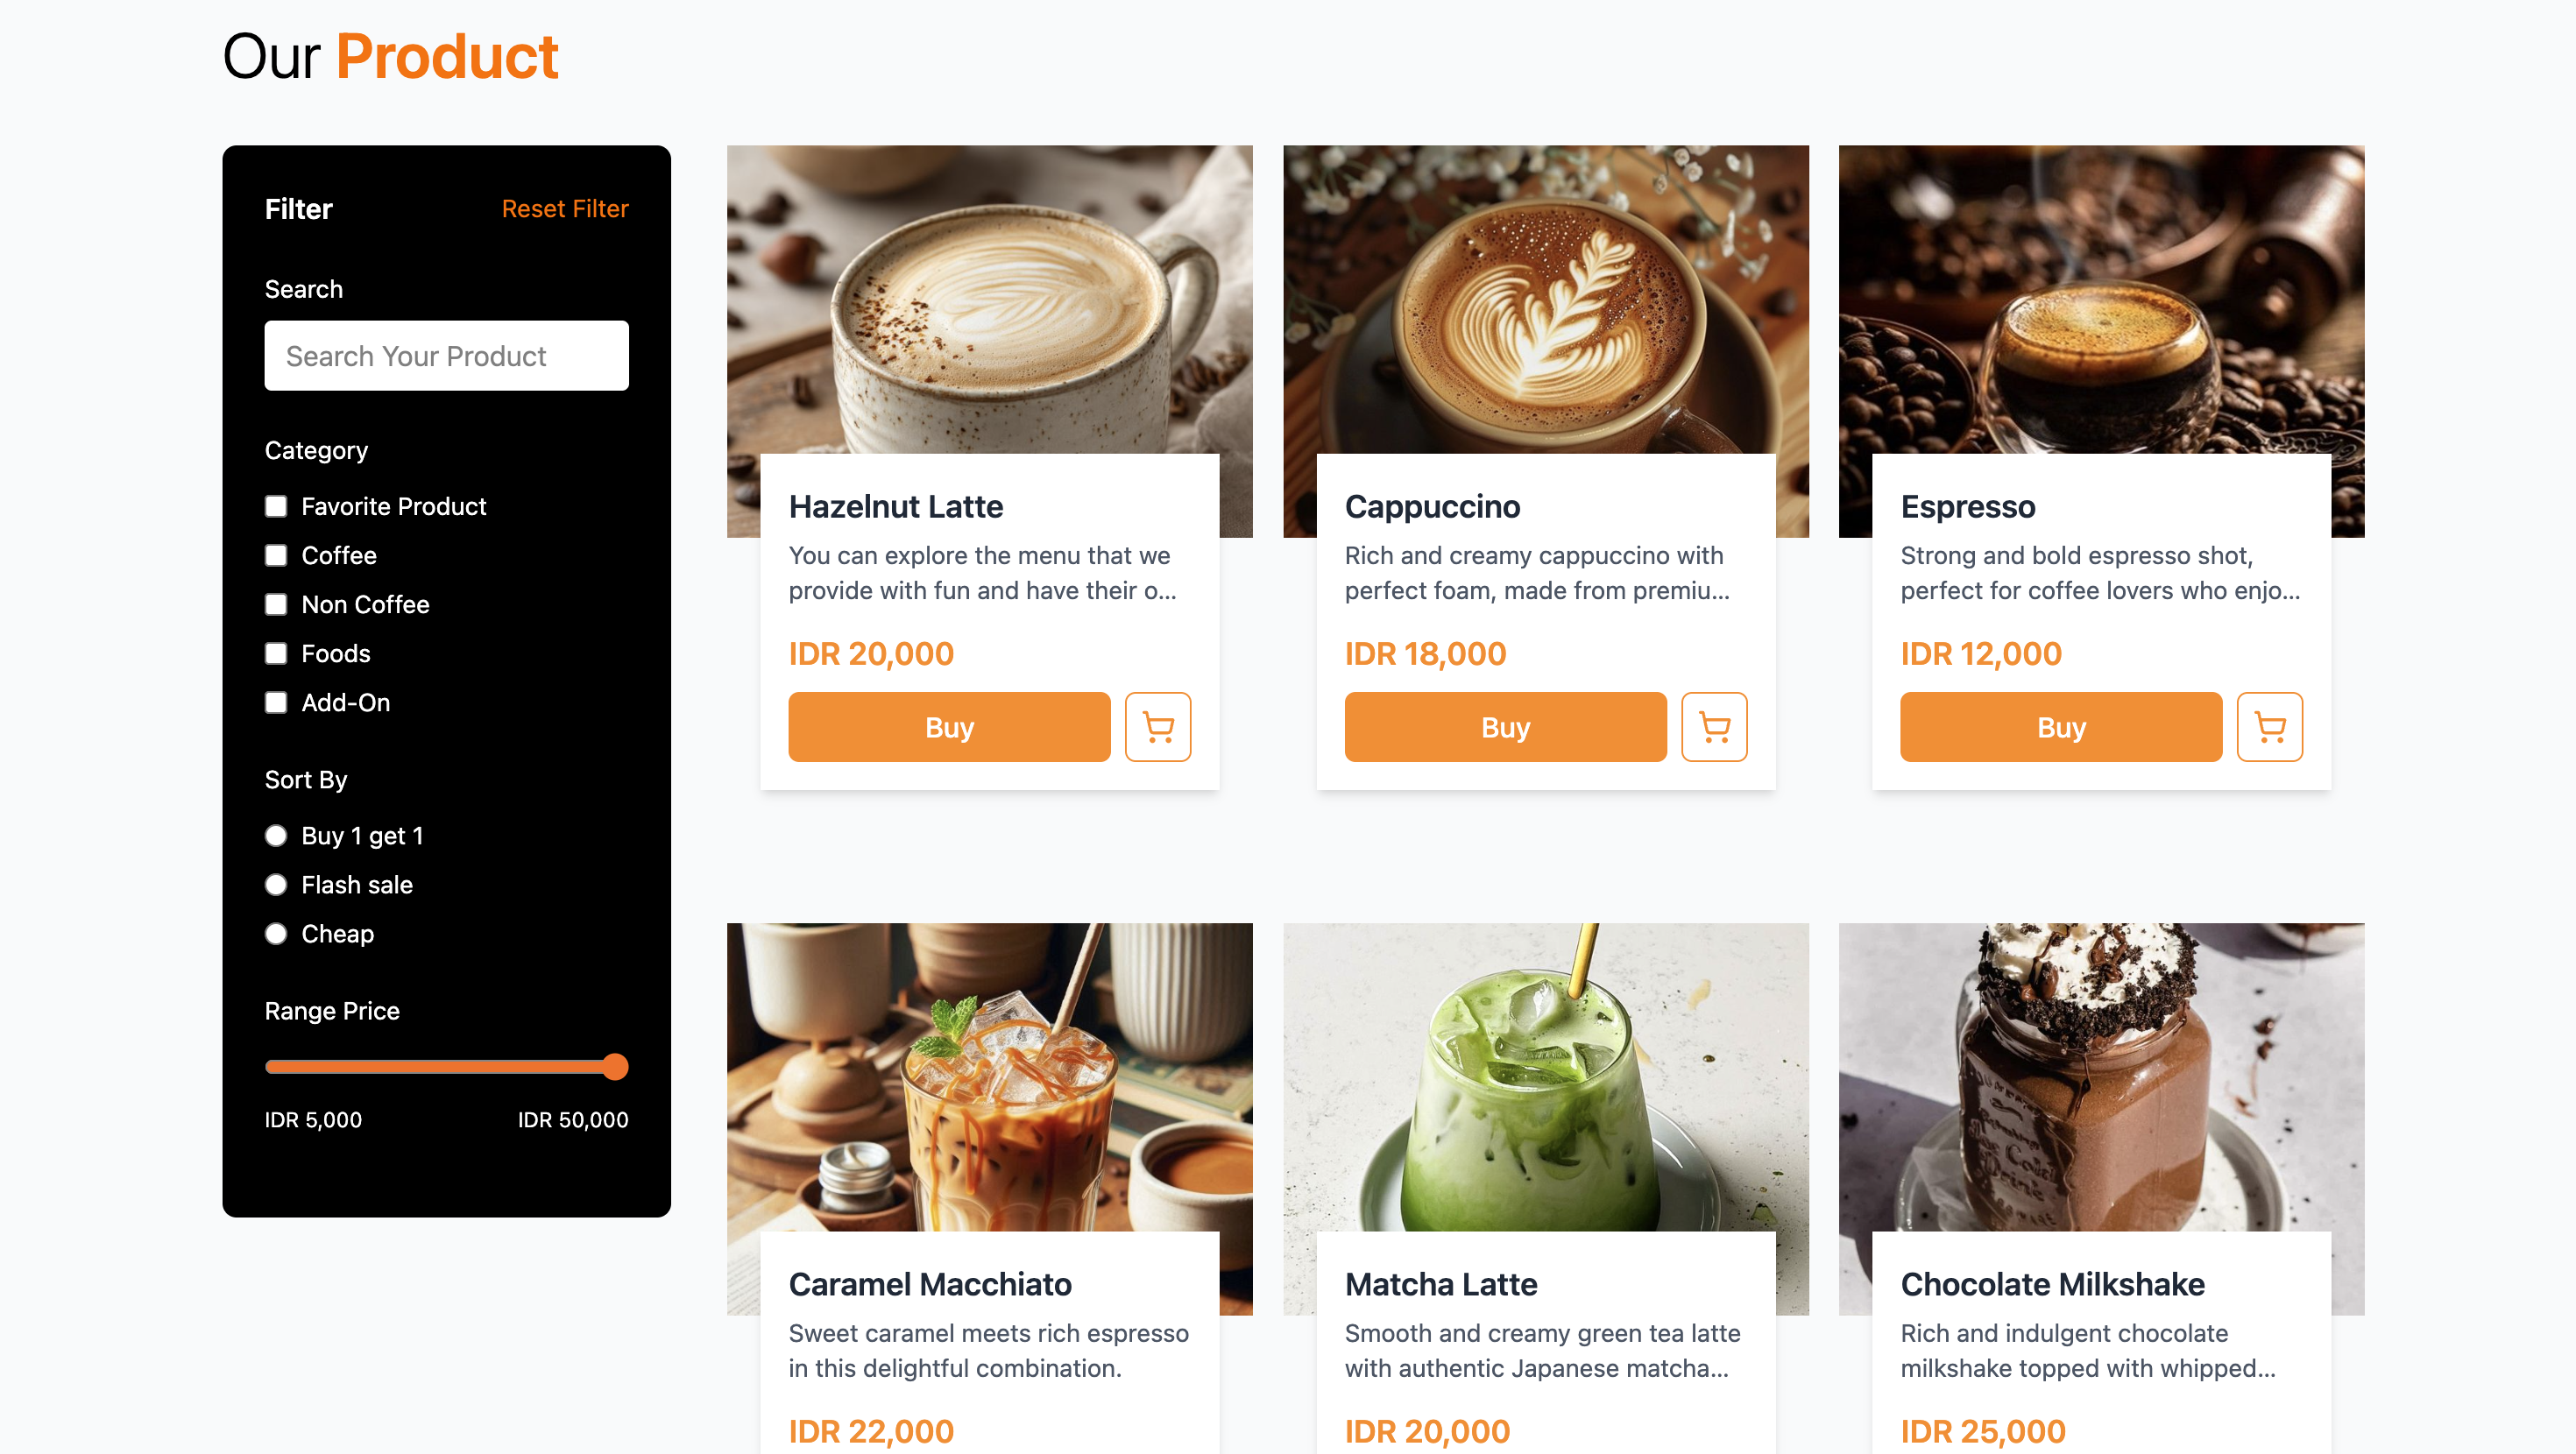 Our Product
Filter
Reset Filter
Search
Search Your Product
Category
Favorite Product
Coffee
Non Coffee
Foods
Add-On
Sort By
Buy 1 get 1
Flash sale
Cheap
Range Price
IDR 5,000
IDR 50,000
Hazelnut Latte
You can explore the menu that we
provide with fun and have their o...
IDR 20,000
Buy
Cappuccino
Rich and creamy cappuccino with
perfect foam, made from premiu...
IDR 18,000
Buy
Espresso
Strong and bold espresso shot,
perfect for coffee lovers who enjo...
IDR 12,000
Buy
Caramel Macchiato
Sweet caramel meets rich espresso
in this delightful combination.
IDR 22,000
Matcha Latte
Smooth and creamy green tea latte
with authentic Japanese matcha...
IDR 20,000
Chocolate Milkshake
Rich and indulgent chocolate
milkshake topped with whipped...
IDR 25,000